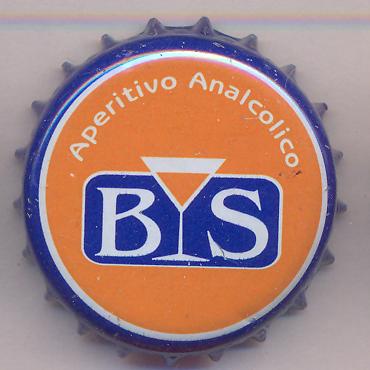 Aperitivo Analcolico
BYS